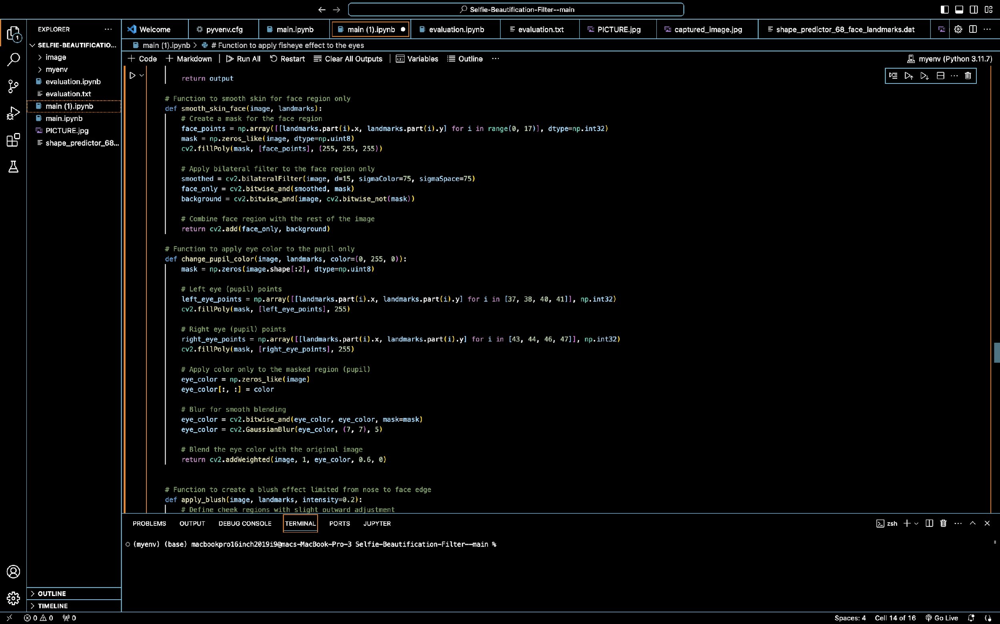 Selfie-Beautification-Filter--main
EXPLORER
Welcome
pyvenv.cfg
main.ipynb
main (1).ipynb
evaluation.ipynb
evaluation.txt
PICTURE.jpg
captured_image.jpg
shape_predictor_68_face_landmarks.dat
1
SELFIE-BEAUTIFICATIO...
image
myenv
evaluation.ipynb
evaluation.txt
main (1).ipynb
main.ipynb
PICTURE.jpg
shape_predictor_68...
main (1).ipynb > # Function to apply fisheye effect to the eyes
+ Code + Markdown | Run All Restart Clear All Outputs | Variables Outline ...
myenv (Python 3.11.7)
return output
# Function to smooth skin for face region only
def smooth_skin_face(image, landmarks):
# Create a mask for the face region
face_points = np.array([[landmarks.part(i).x, landmarks.part(i).y] for i in range(0, 17)], dtype=np.int32)
mask = np.zeros_like(image, dtype=np.uint8)
cv2.fillPoly(mask, [face_points], (255, 255, 255))
# Apply bilateral filter to the face region only
smoothed = cv2.bilateralFilter(image, d=15, sigmaColor=75, sigmaSpace=75)
face_only = cv2.bitwise_and(smoothed, mask)
background = cv2.bitwise_and(image, cv2.bitwise_not(mask))
# Combine face region with the rest of the image
return cv2.add(face_only, background)
# Function to apply eye color to the pupil only
def change_pupil_color(image, landmarks, color=(0, 255, 0)):
mask = np.zeros(image.shape[:2], dtype=np.uint8)
# Left eye (pupil) points
left_eye_points = np.array([[landmarks.part(i).x, landmarks.part(i).y] for i in [37, 38, 40, 41]], np.int32)
cv2.fillPoly(mask, [left_eye_points], 255)
# Right eye (pupil) points
right_eye_points = np.array([[landmarks.part(i).x, landmarks.part(i).y] for i in [43, 44, 46, 47]], np.int32)
cv2.fillPoly(mask, [right_eye_points], 255)
# Apply color only to the masked region (pupil)
eye_color = np.zeros_like(image)
eye_color[:, :] = color
# Blur for smooth blending
eye_color = cv2.bitwise_and(eye_color, eye_color, mask=mask)
eye_color = cv2.GaussianBlur(eye_color, (7, 7), 5)
# Blend the eye color with the original image
return cv2.addWeighted(image, 1, eye_color, 0.6, 0)
# Function to create a blush effect limited from nose to face edge
def apply_blush(image, landmarks, intensity=0.2):
# Define cheek regions with slight outward adjustment
PROBLEMS OUTPUT DEBUG CONSOLE TERMINAL PORTS JUPYTER
zsh
(myenv) (base) macbookpro16inch2019i9@macs-MacBook-Pro-3 Selfie-Beautification-Filter--main %
OUTLINE
TIMELINE
0 0 0
Spaces: 4 Cell 14 of 16 Go Live